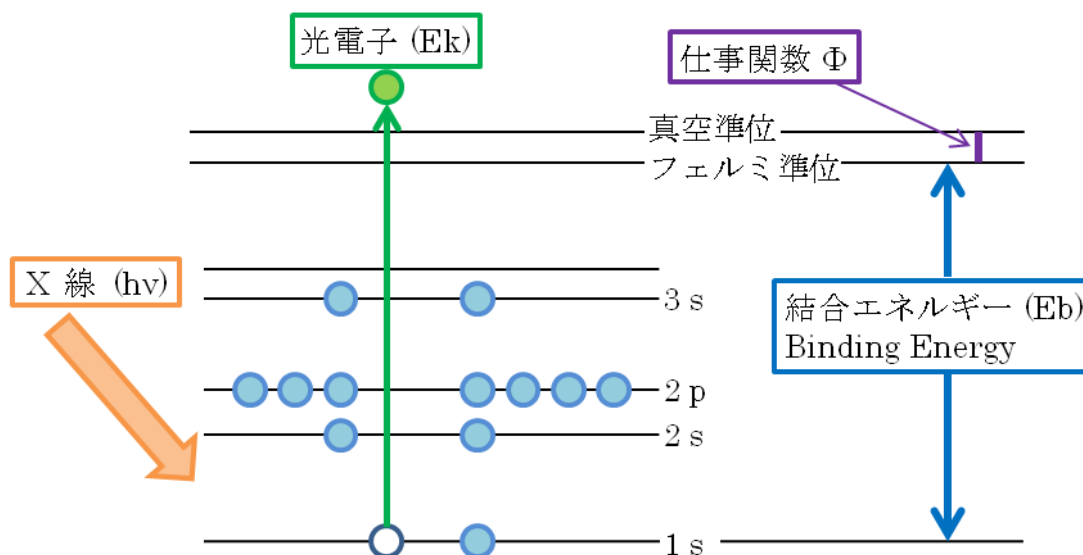 光電子 (Ek)
仕事関数 Φ
真空準位
フェルミ準位
X 線 (hν)
3 s
結合エネルギー (Eb)
Binding Energy
2 p
2 s
1 s